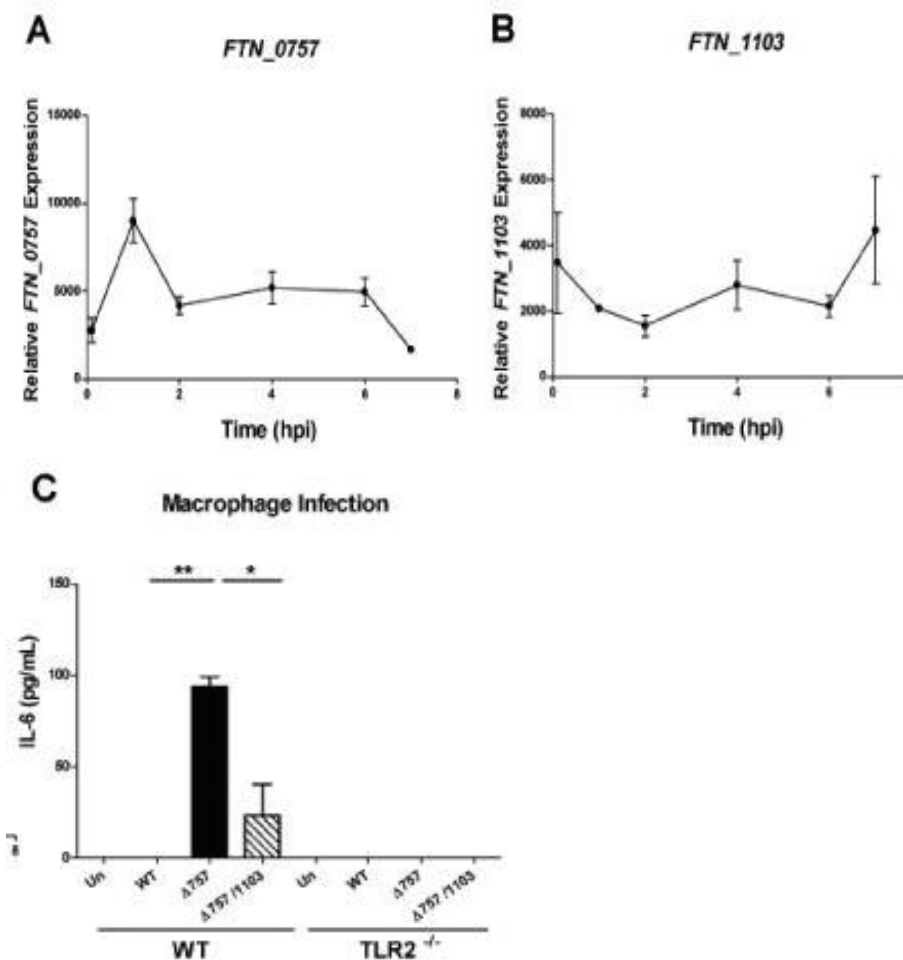 A
FTN_0757
Relative FTN_0757 Expression
15000
10000
5000
0
0 2 4 6 8
Time (hpi)
B
FTN_1103
Relative FTN_1103 Expression
8000
6000
4000
2000
0
0 2 4 6
Time (hpi)
C
Macrophage Infection
** *
IL-6 (pg/mL)
150
100
50
0
Un WT Δ757 Δ757 /1103 Un WT Δ757 Δ757 /1103
WT TLR2 -/-